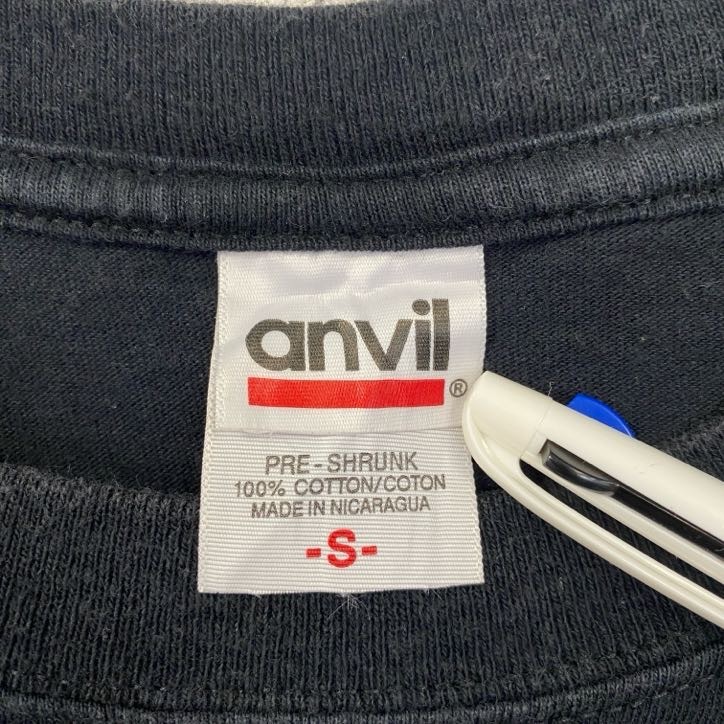 anvil
®
PRE-SHRUNK
100% COTTON/COTON
MADE IN NICARAGUA
-S-